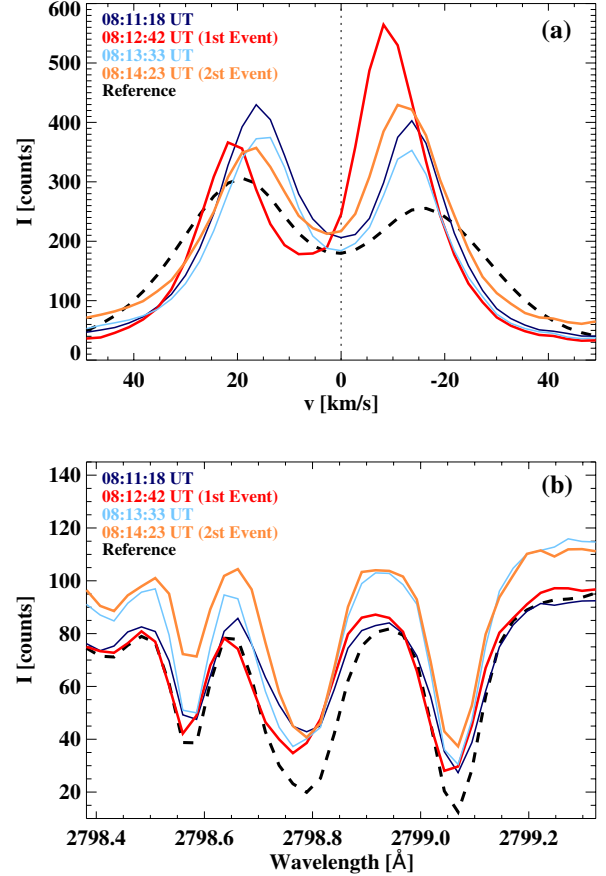 600
500
400
300
200
100
0
I [counts]
08:11:18 UT
08:12:42 UT (1st Event)
08:13:33 UT
08:14:23 UT (2nd Event)
Reference
(a)
40 20 0 -20 -40
v [km/s]
140
120
100
80
60
40
20
I [counts]
08:11:18 UT
08:12:42 UT (1st Event)
08:13:33 UT
08:14:23 UT (2nd Event)
Reference
(b)
2798.4 2798.6 2798.8 2799.0 2799.2
Wavelength [Å]